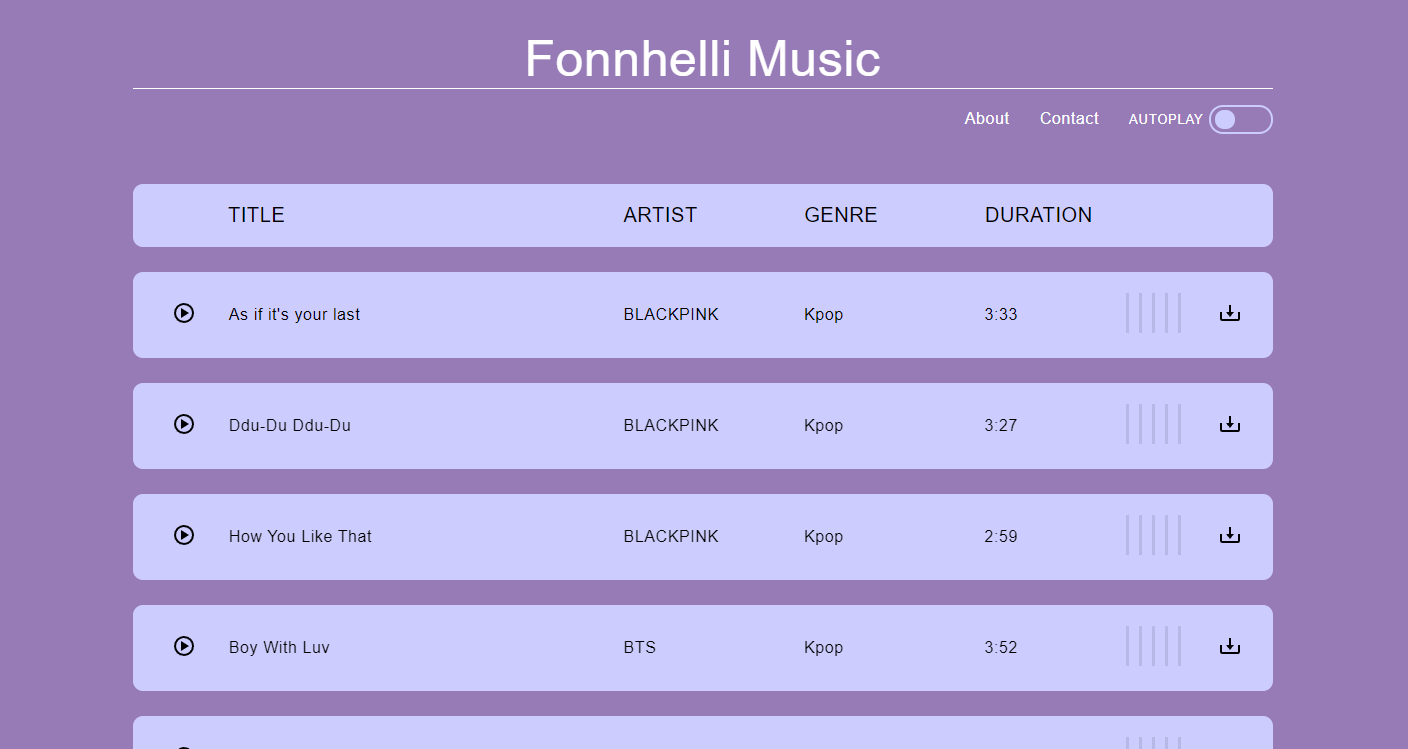 Fonnhelli Music
About Contact AUTOPLAY
TITLE ARTIST GENRE DURATION
As if it's your last BLACKPINK Kpop 3:33
Ddu-Du Ddu-Du BLACKPINK Kpop 3:27
How You Like That BLACKPINK Kpop 2:59
Boy With Luv BTS Kpop 3:52